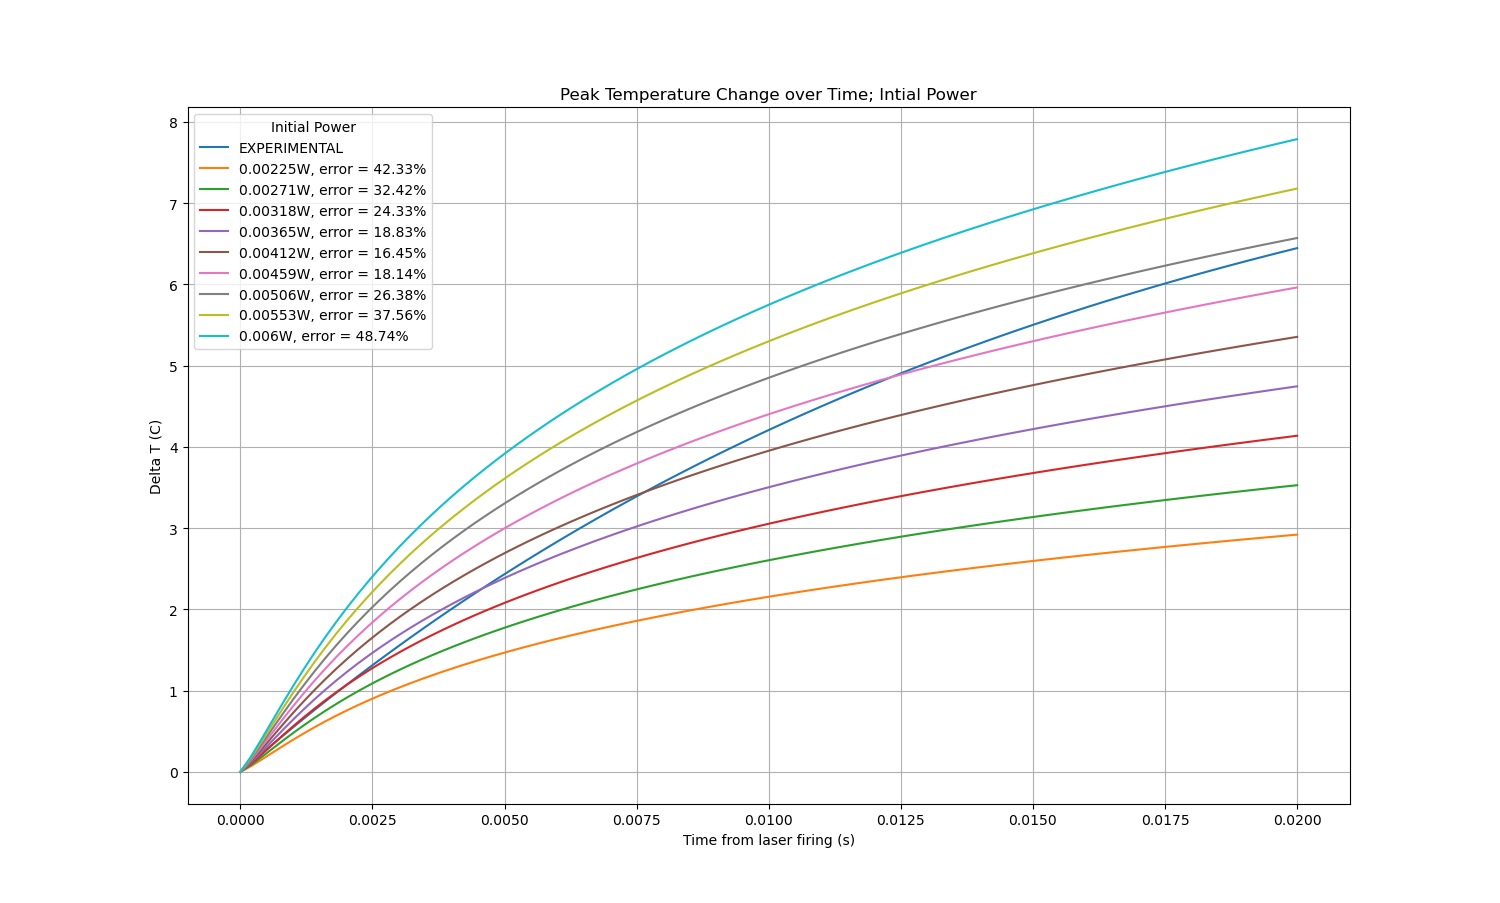 Peak Temperature Change over Time; Intial Power
Initial Power
EXPERIMENTAL
0.00225W, error = 42.33%
0.00271W, error = 32.42%
0.00318W, error = 24.33%
0.00365W, error = 18.83%
0.00412W, error = 16.45%
0.00459W, error = 18.14%
0.00506W, error = 26.38%
0.00553W, error = 37.56%
0.006W, error = 48.74%
8
7
6
5
4
3
2
1
0
Delta T (C)
0.0000 0.0025 0.0050 0.0075 0.0100 0.0125 0.0150 0.0175 0.0200
Time from laser firing (s)